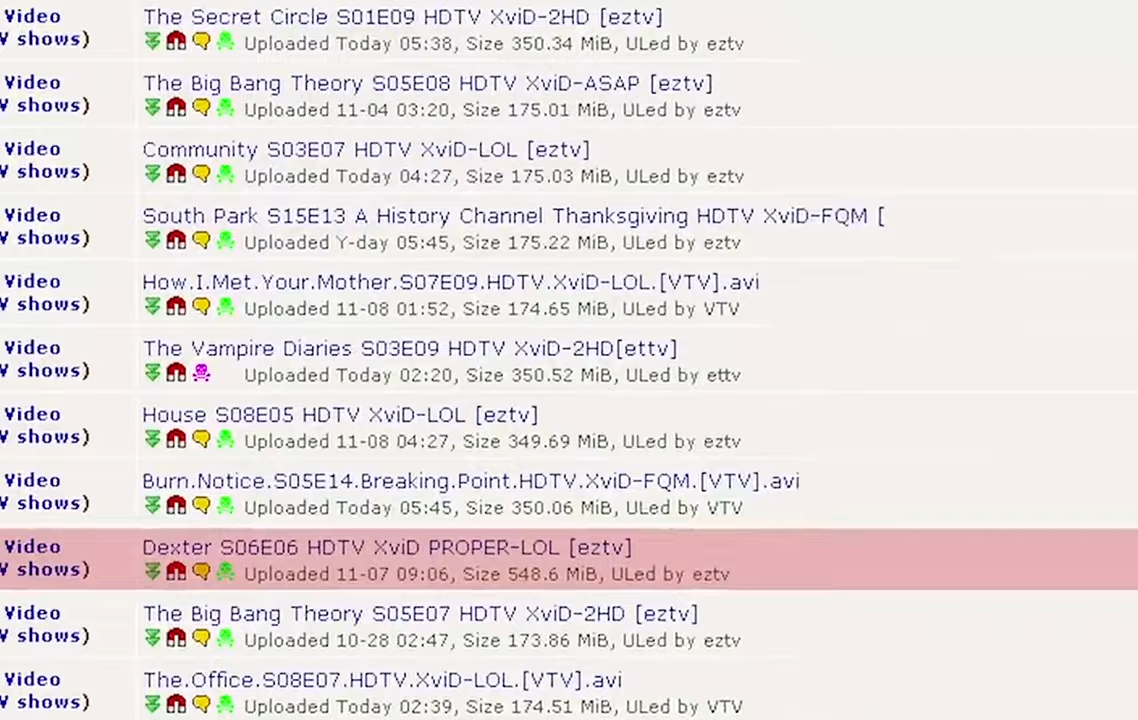 Video The Secret Circle S01E09 HDTV XviD-2HD [eztv]
V shows) Uploaded Today 05:38, Size 350.34 MiB, ULed by eztv
Video The Big Bang Theory S05E08 HDTV XviD-ASAP [eztv]
V shows) Uploaded 11-04 03:20, Size 175.01 MiB, ULed by eztv
Video Community S03E07 HDTV XviD-LOL [eztv]
V shows) Uploaded Today 04:27, Size 175.03 MiB, ULed by eztv
Video South Park S15E13 A History Channel Thanksgiving HDTV XviD-FQM [
V shows) Uploaded Y-day 05:45, Size 175.22 MiB, ULed by eztv
Video How.I.Met.Your.Mother.S07E09.HDTV.XviD-LOL.[VTV].avi
V shows) Uploaded 11-08 01:52, Size 174.65 MiB, ULed by VTV
Video The Vampire Diaries S03E09 HDTV XviD-2HD[ettv]
V shows) Uploaded Today 02:20, Size 350.52 MiB, ULed by ettv
Video House S08E05 HDTV XviD-LOL [eztv]
V shows) Uploaded 11-08 04:27, Size 349.69 MiB, ULed by eztv
Video Burn.Notice.S05E14.Breaking.Point.HDTV.XviD-FQM.[VTV].avi
V shows) Uploaded Today 05:45, Size 350.06 MiB, ULed by VTV
Video Dexter S06E06 HDTV XviD PROPER-LOL [eztv]
V shows) Uploaded 11-07 09:06, Size 548.6 MiB, ULed by eztv
Video The Big Bang Theory S05E07 HDTV XviD-2HD [eztv]
V shows) Uploaded 10-28 02:47, Size 173.86 MiB, ULed by eztv
Video The.Office.S08E07.HDTV.XviD-LOL.[VTV].avi
V shows) Uploaded Today 02:39, Size 174.51 MiB, ULed by VTV